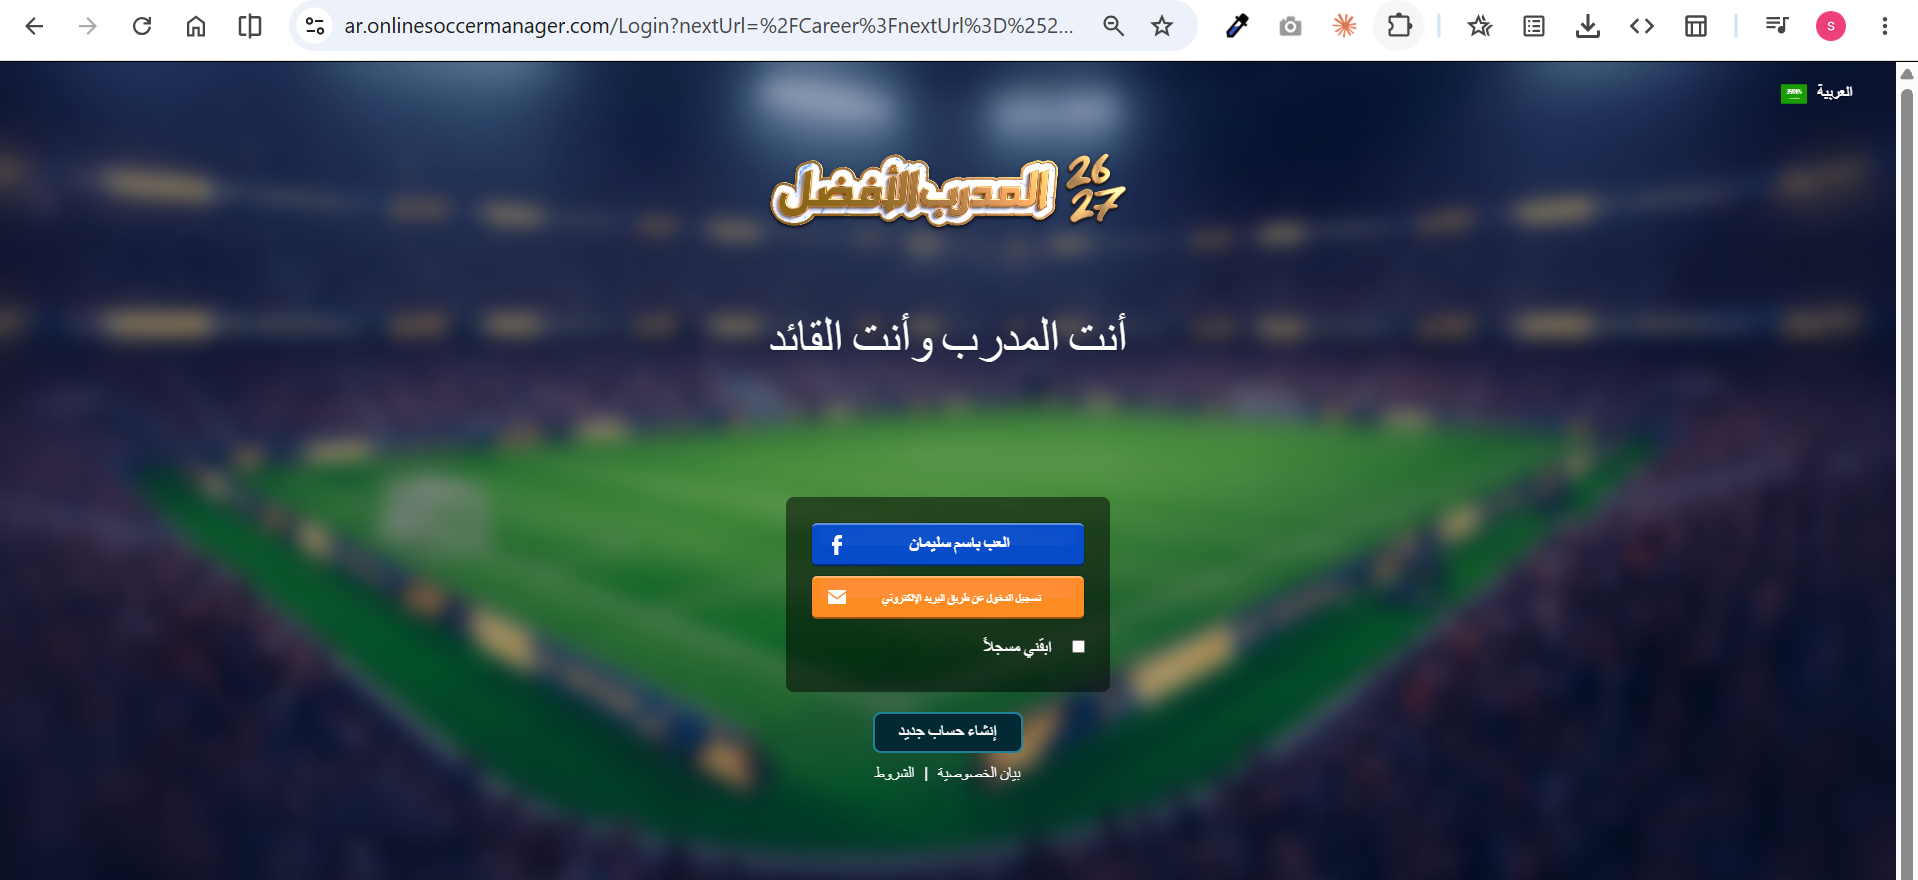 ar.onlinesoccermanager.com/Login?nextUrl=%2FCareer%3FnextUrl%3D%252...
S
العربية
المدرب الأفضل 26 27
أنت المدرب وأنت القائد
العب باسم سليمان
تسجيل الدخول عن طريق البريد الإلكتروني
ابقني مسجلاً
إنشاء حساب جديد
بيان الخصوصية | الشروط